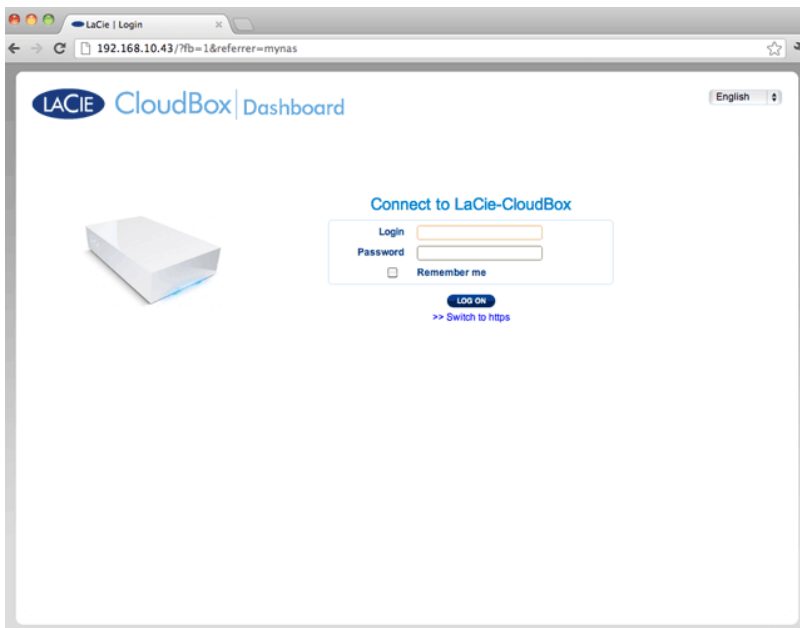 LaCie | Login
192.168.10.43/?fb=1&referrer=mynas
LACIE CloudBox | Dashboard
English
Connect to LaCie-CloudBox
Login
Password
Remember me
LOG ON
>> Switch to https